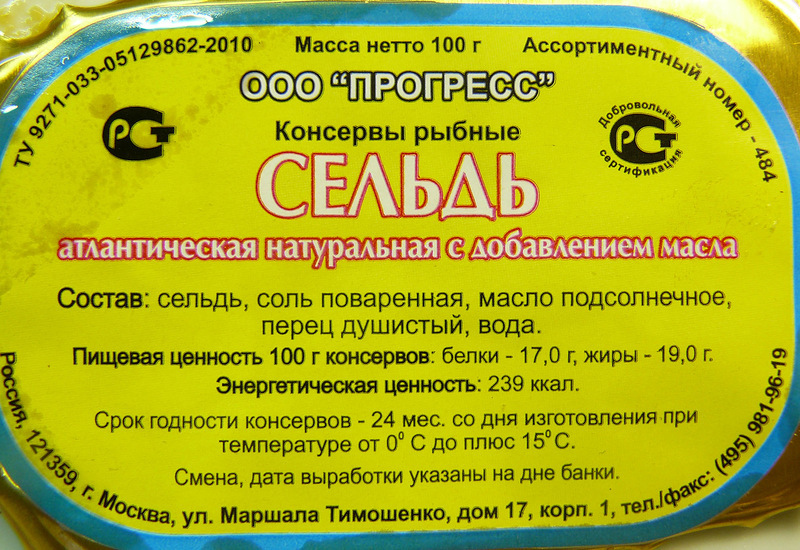 ТУ 9271-033-05129862-2010 Масса нетто 100 г Ассортиментный номер - 484
ООО "ПРОГРЕСС"
РСТ
Добровольная
РСТ
сертификация
Консервы рыбные
СЕЛЬДЬ
атлантическая натуральная с добавлением масла
Состав: сельдь, соль поваренная, масло подсолнечное,
перец душистый, вода.
Пищевая ценность 100 г консервов: белки - 17,0 г, жиры - 19,0 г.
Энергетическая ценность: 239 ккал.
Срок годности консервов - 24 мес. со дня изготовления при
температуре от 0⁰ С до плюс 15⁰ С.
Смена, дата выработки указаны на дне банки.
Россия, 121359, г. Москва, ул. Маршала Тимошенко, дом 17, корп. 1, тел./факс: (495) 981-96-19